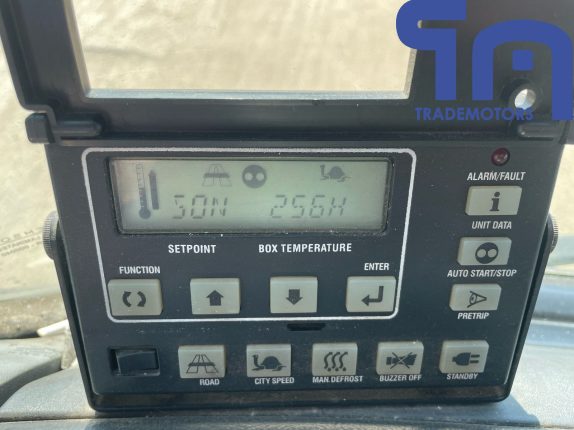 TA
TRADEMOTORS
ALARM/FAULT
SON 256H
UNIT DATA
SETPOINT BOX TEMPERATURE
AUTO START/STOP
FUNCTION ENTER
PRETRIP
ROAD CITY SPEED MAN.DEFROST BUZZER OFF STANDBY